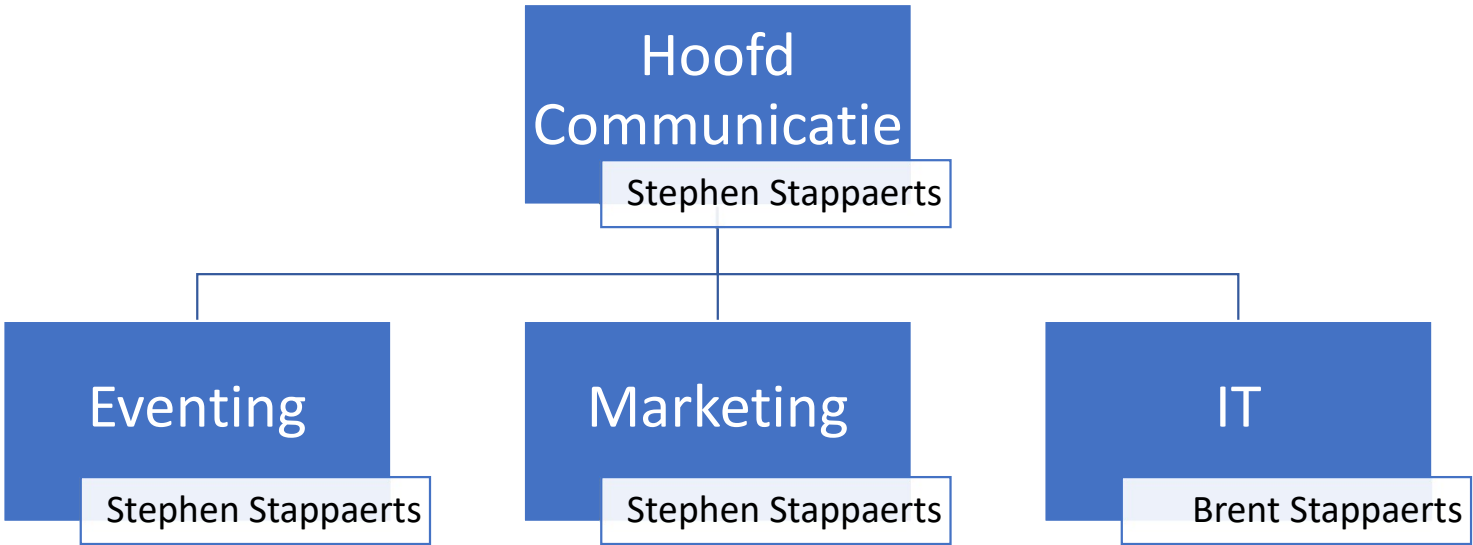 Hoofd
Communicatie
Stephen Stappaerts
Eventing
Stephen Stappaerts
Marketing
Stephen Stappaerts
IT
Brent Stappaerts